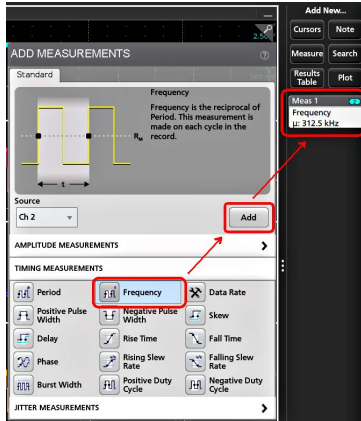 Add New...
2.50
ADD MEASUREMENTS
Cursors
Note
Standard
Measure
Search
Results Table
Plot
Frequency
Frequency is the reciprocal of
Period. This measurement is
made on each cycle in the
record.
RM
t
Meas 1
2
Frequency
µ: 312.5 kHz
Source
Ch 2
Add
AMPLITUDE MEASUREMENTS
TIMING MEASUREMENTS
Period
Frequency
Data Rate
Positive Pulse
Width
Negative Pulse
Width
Skew
Delay
Rise Time
Fall Time
Phase
Rising Slew
Rate
Falling Slew
Rate
Burst Width
Positive Duty
Cycle
Negative Duty
Cycle
JITTER MEASUREMENTS